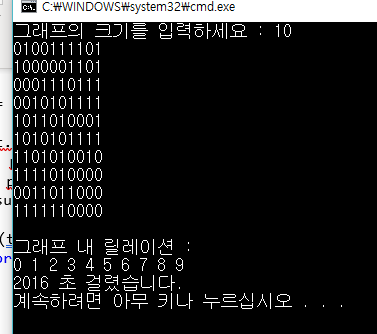 C:₩WINDOWS₩system32₩cmd.exe
그래프의 크기를 입력하세요 : 10
0100111101
1000001101
0001110111
0010101111
1011010001
1010101111
1101010010
1111010000
0011011000
1111110000
그래프 내 릴레이션 :
0 1 2 3 4 5 6 7 8 9
2016 초 걸렸습니다.
계속하려면 아무 키나 누르십시오 . . .